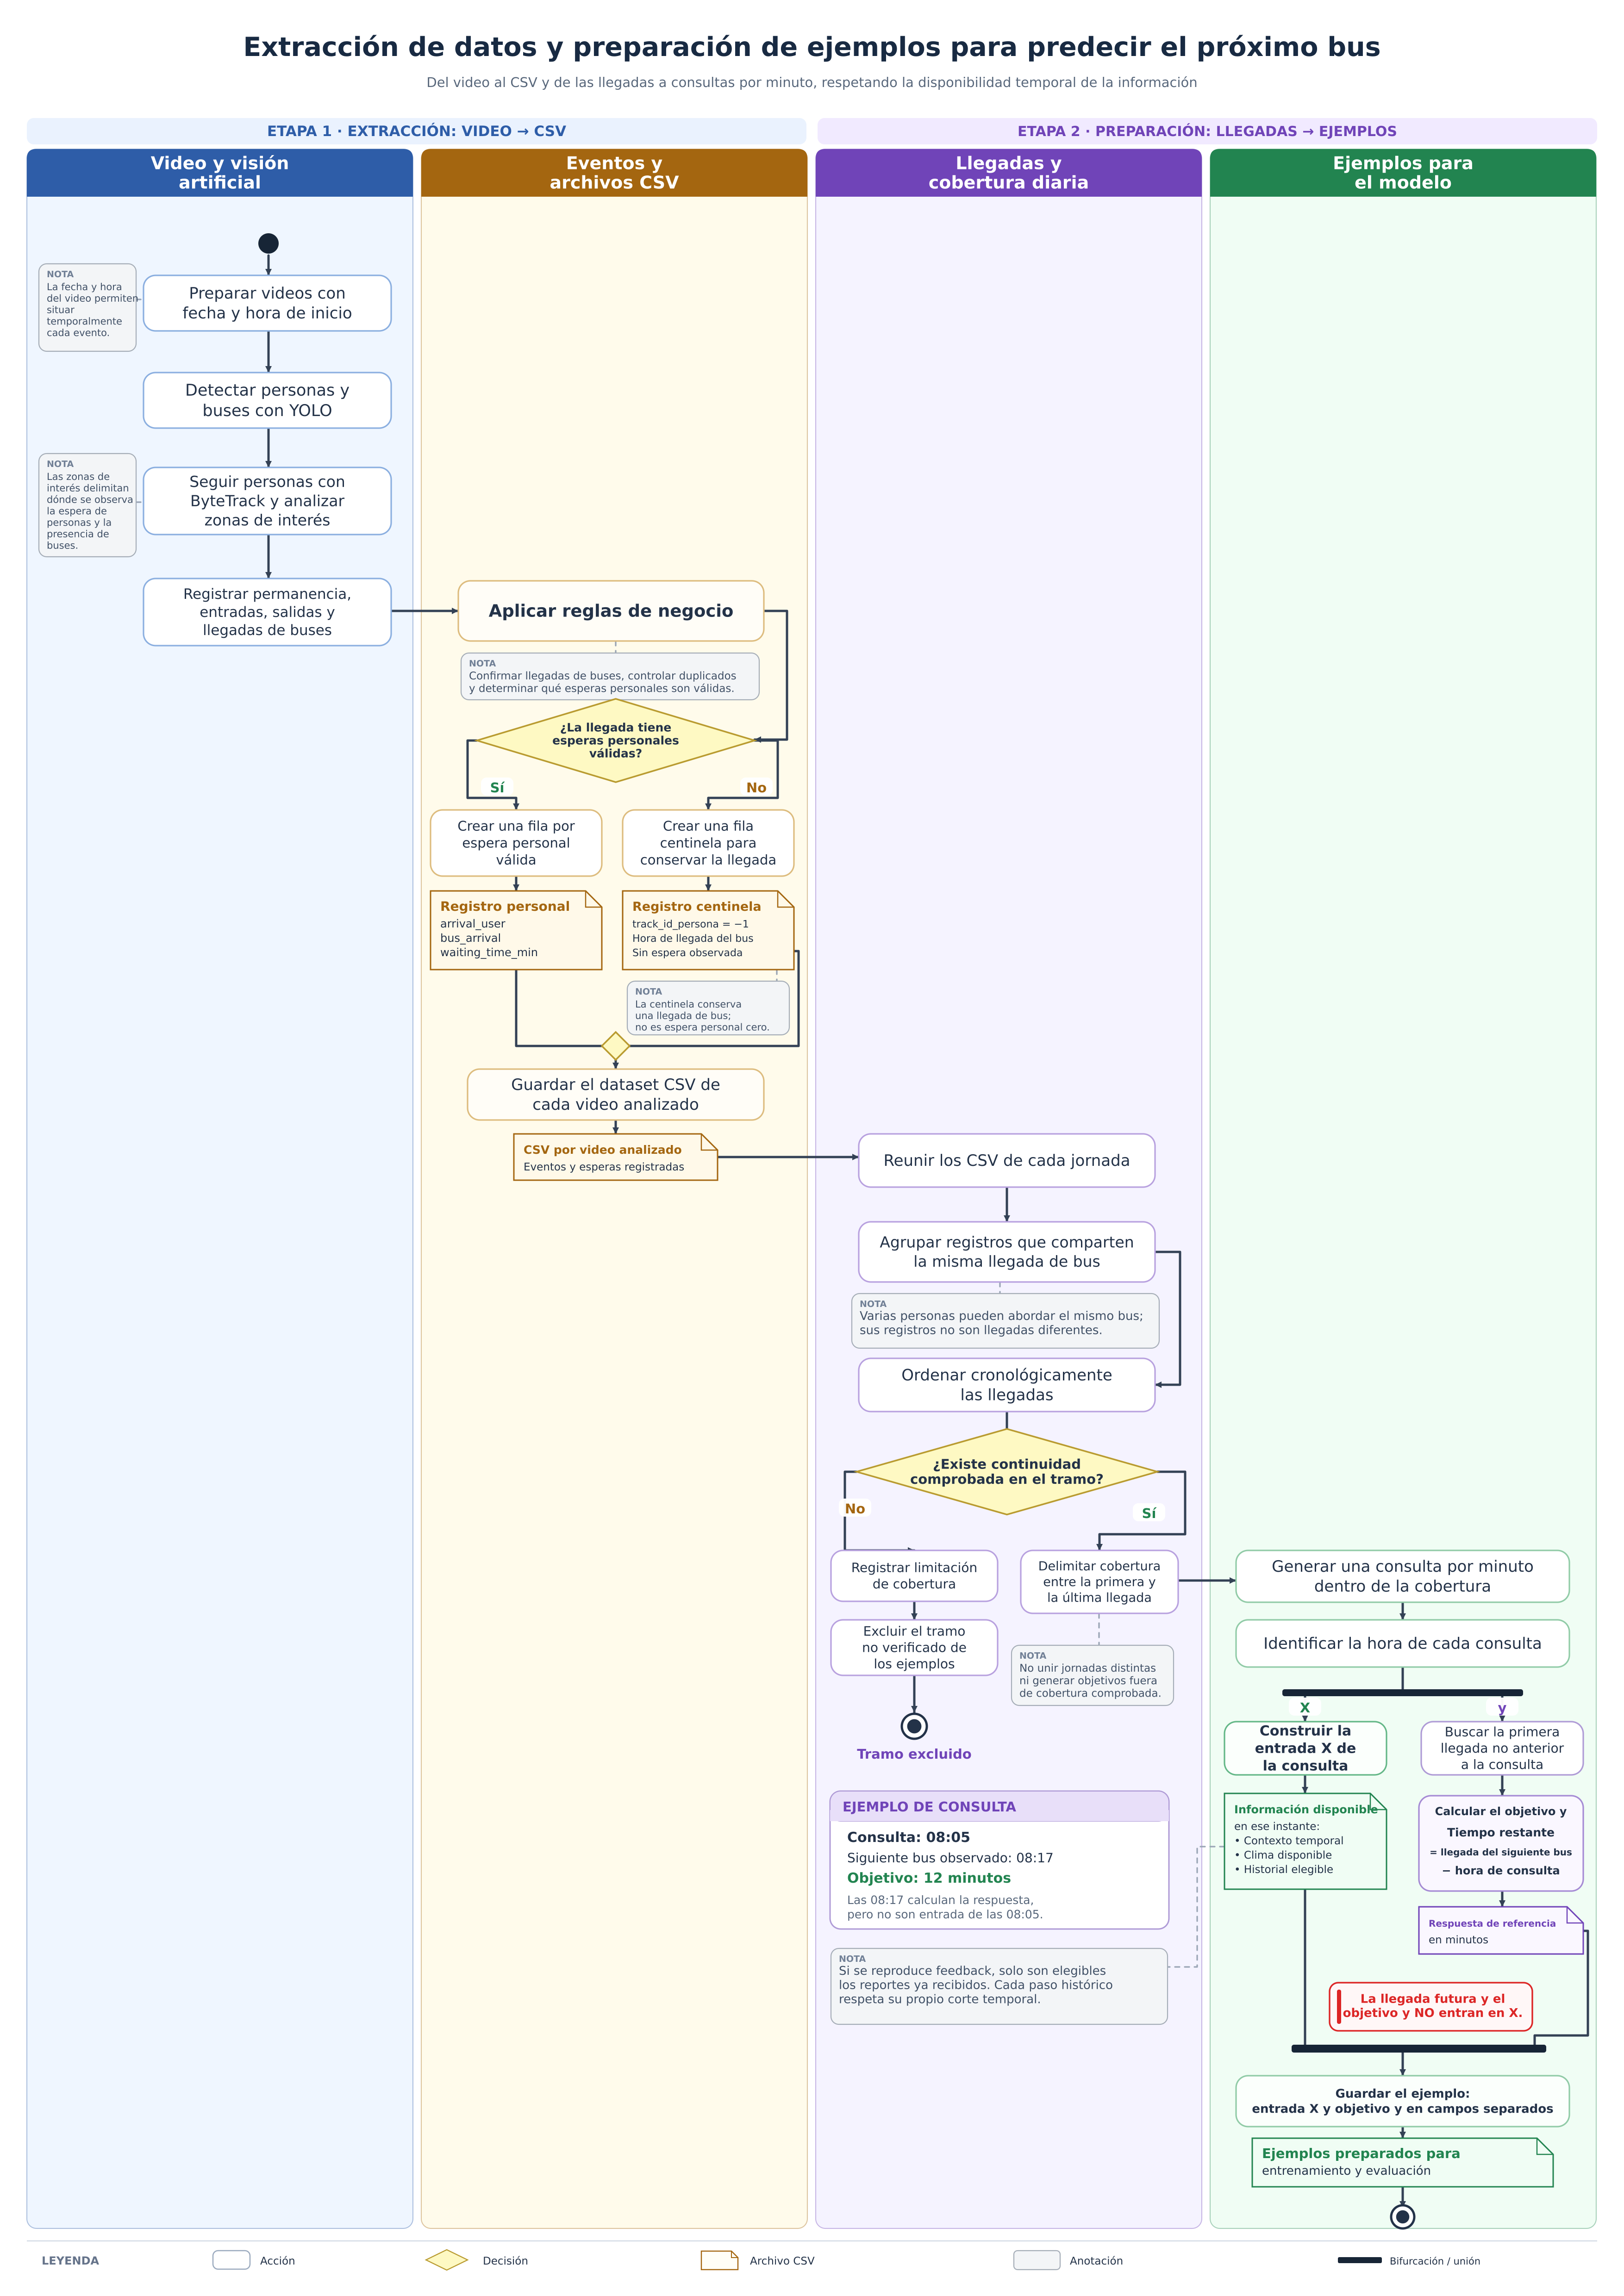 Extracción de datos y preparación de ejemplos para predecir el próximo bus
Del video al CSV y de las llegadas a consultas por minuto, respetando la disponibilidad temporal de la información
ETAPA 1 · EXTRACCIÓN: VIDEO → CSV
ETAPA 2 · PREPARACIÓN: LLEGADAS → EJEMPLOS
Video y visión
artificial
Eventos y
archivos CSV
Llegadas y
cobertura diaria
Ejemplos para
el modelo
NOTA
La fecha y hora
del video permiten
situar
temporalmente
cada evento.
Preparar videos con
fecha y hora de inicio
Detectar personas y
buses con YOLO
NOTA
Las zonas de
interés delimitan
dónde se observa
la espera de
personas y la
presencia de
buses.
Seguir personas con
ByteTrack y analizar
zonas de interés
Registrar permanencia,
entradas, salidas y
llegadas de buses
Aplicar reglas de negocio
NOTA
Confirmar llegadas de buses, controlar duplicados
y determinar qué esperas personales son válidas.
¿La llegada tiene
esperas personales
válidas?
Sí
No
Crear una fila por
espera personal
válida
Crear una fila
centinela para
conservar la llegada
Registro personal
arrival_user
bus_arrival
waiting_time_min
Registro centinela
track_id_persona = −1
Hora de llegada del bus
Sin espera observada
NOTA
La centinela conserva
una llegada de bus;
no es espera personal cero.
Guardar el dataset CSV de
cada video analizado
CSV por video analizado
Eventos y esperas registradas
Reunir los CSV de cada jornada
Agrupar registros que comparten
la misma llegada de bus
NOTA
Varias personas pueden abordar el mismo bus;
sus registros no son llegadas diferentes.
Ordenar cronológicamente
las llegadas
¿Existe continuidad
comprobada en el tramo?
No
Sí
Registrar limitación
de cobertura
Delimitar cobertura
entre la primera y
la última llegada
Excluir el tramo
no verificado de
los ejemplos
NOTA
No unir jornadas distintas
ni generar objetivos fuera
de cobertura comprobada.
Tramo excluido
EJEMPLO DE CONSULTA
Consulta: 08:05
Siguiente bus observado: 08:17
Objetivo: 12 minutos
Las 08:17 calculan la respuesta,
pero no son entrada de las 08:05.
NOTA
Si se reproduce feedback, solo son elegibles
los reportes ya recibidos. Cada paso histórico
respeta su propio corte temporal.
Generar una consulta por minuto
dentro de la cobertura
Identificar la hora de cada consulta
X
y
Construir la
entrada X de
la consulta
Buscar la primera
llegada no anterior
a la consulta
Información disponible
en ese instante:
• Contexto temporal
• Clima disponible
• Historial elegible
Calcular el objetivo y
Tiempo restante
= llegada del siguiente bus
− hora de consulta
Respuesta de referencia
en minutos
La llegada futura y el
objetivo y NO entran en X.
Guardar el ejemplo:
entrada X y objetivo y en campos separados
Ejemplos preparados para
entrenamiento y evaluación
LEYENDA
Acción
Decisión
Archivo CSV
Anotación
Bifurcación / unión